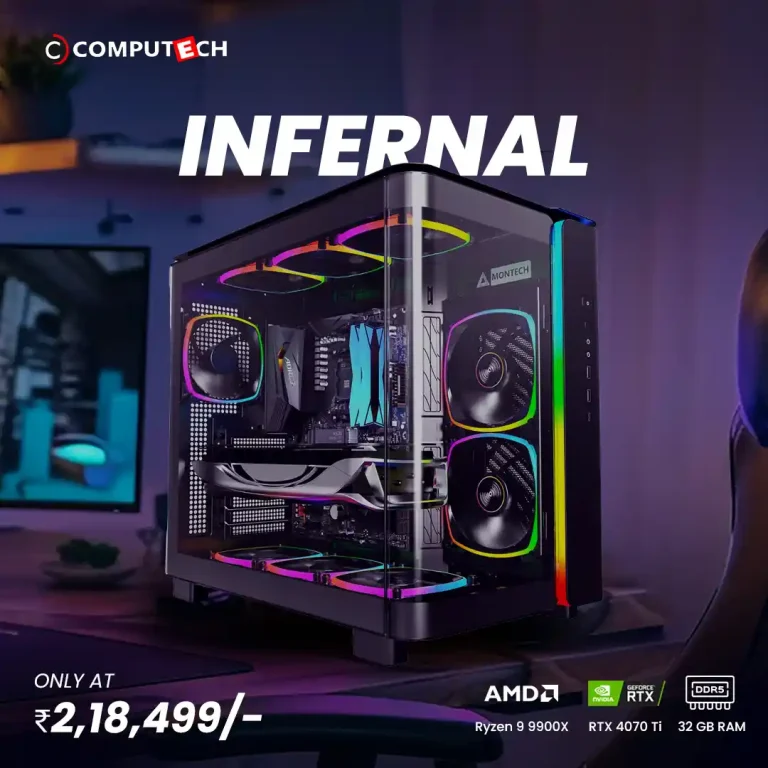 COMPUTECH
INFERNAL
MONTECH
ONLY AT
₹2,18,499/-
AMD
Ryzen 9 9900X
NVIDIA
GEFORCE
RTX
RTX 4070 Ti
DDR5
32 GB RAM